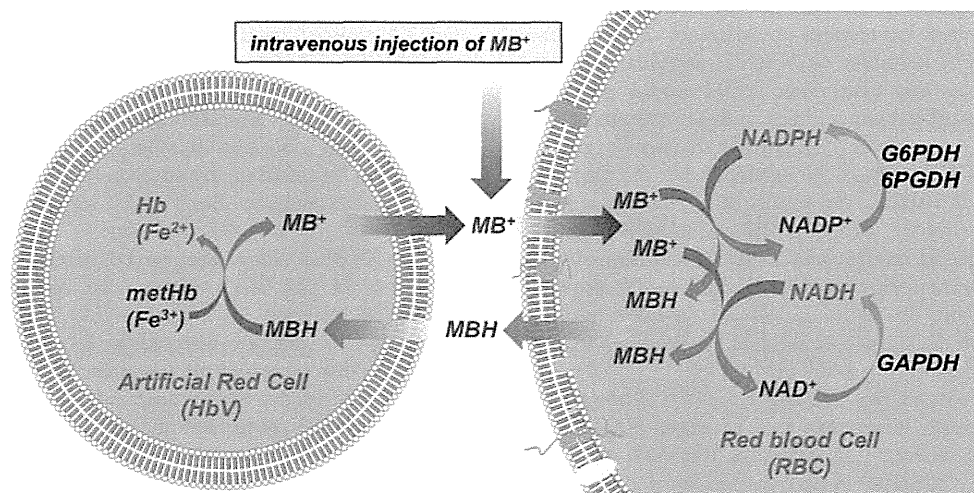 intravenous injection of MB⁺
Hb
(Fe²⁺)
MB⁺
metHb
(Fe³⁺)
MBH
Artificial Red Cell
(HbV)
MB⁺
MBH
NADPH
G6PDH
6PGDH
MB⁺
NADP⁺
MB⁺
MBH
NADH
MBH
GAPDH
NAD⁺
Red blood Cell
(RBC)